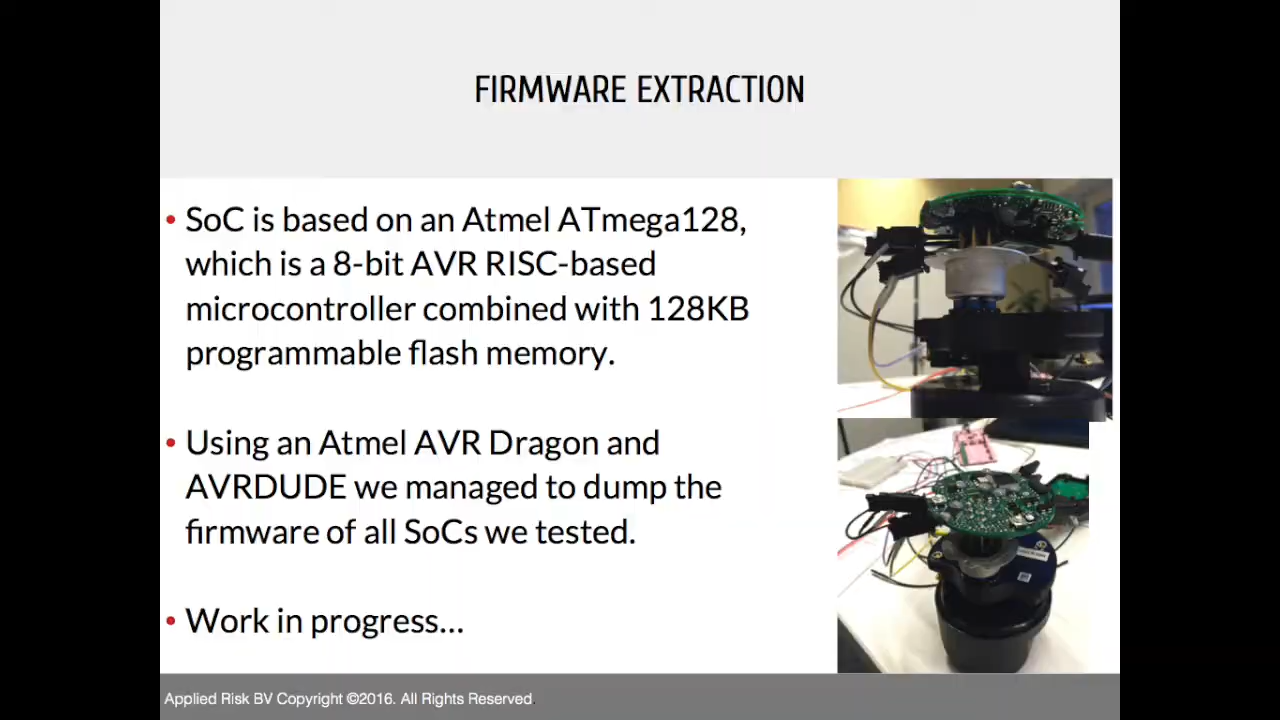 FIRMWARE EXTRACTION
• SoC is based on an Atmel ATmega128,
which is a 8-bit AVR RISC-based
microcontroller combined with 128KB
programmable flash memory.
• Using an Atmel AVR Dragon and
AVRDUDE we managed to dump the
firmware of all SoCs we tested.
• Work in progress...
Applied Risk BV Copyright ©2016. All Rights Reserved.